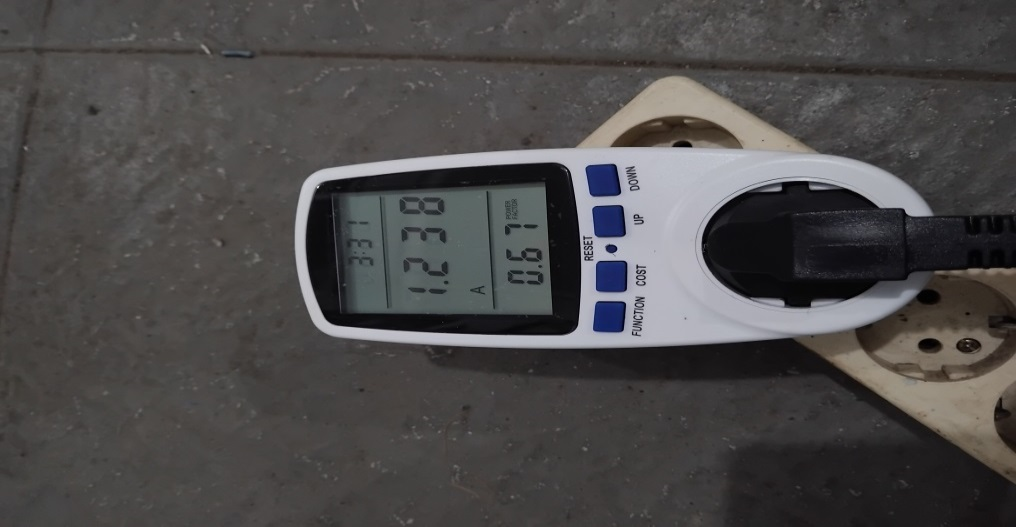 3:31
1.238
A
0.67
POWER
FACTOR
DOWN
UP
RESET
COST
FUNCTION